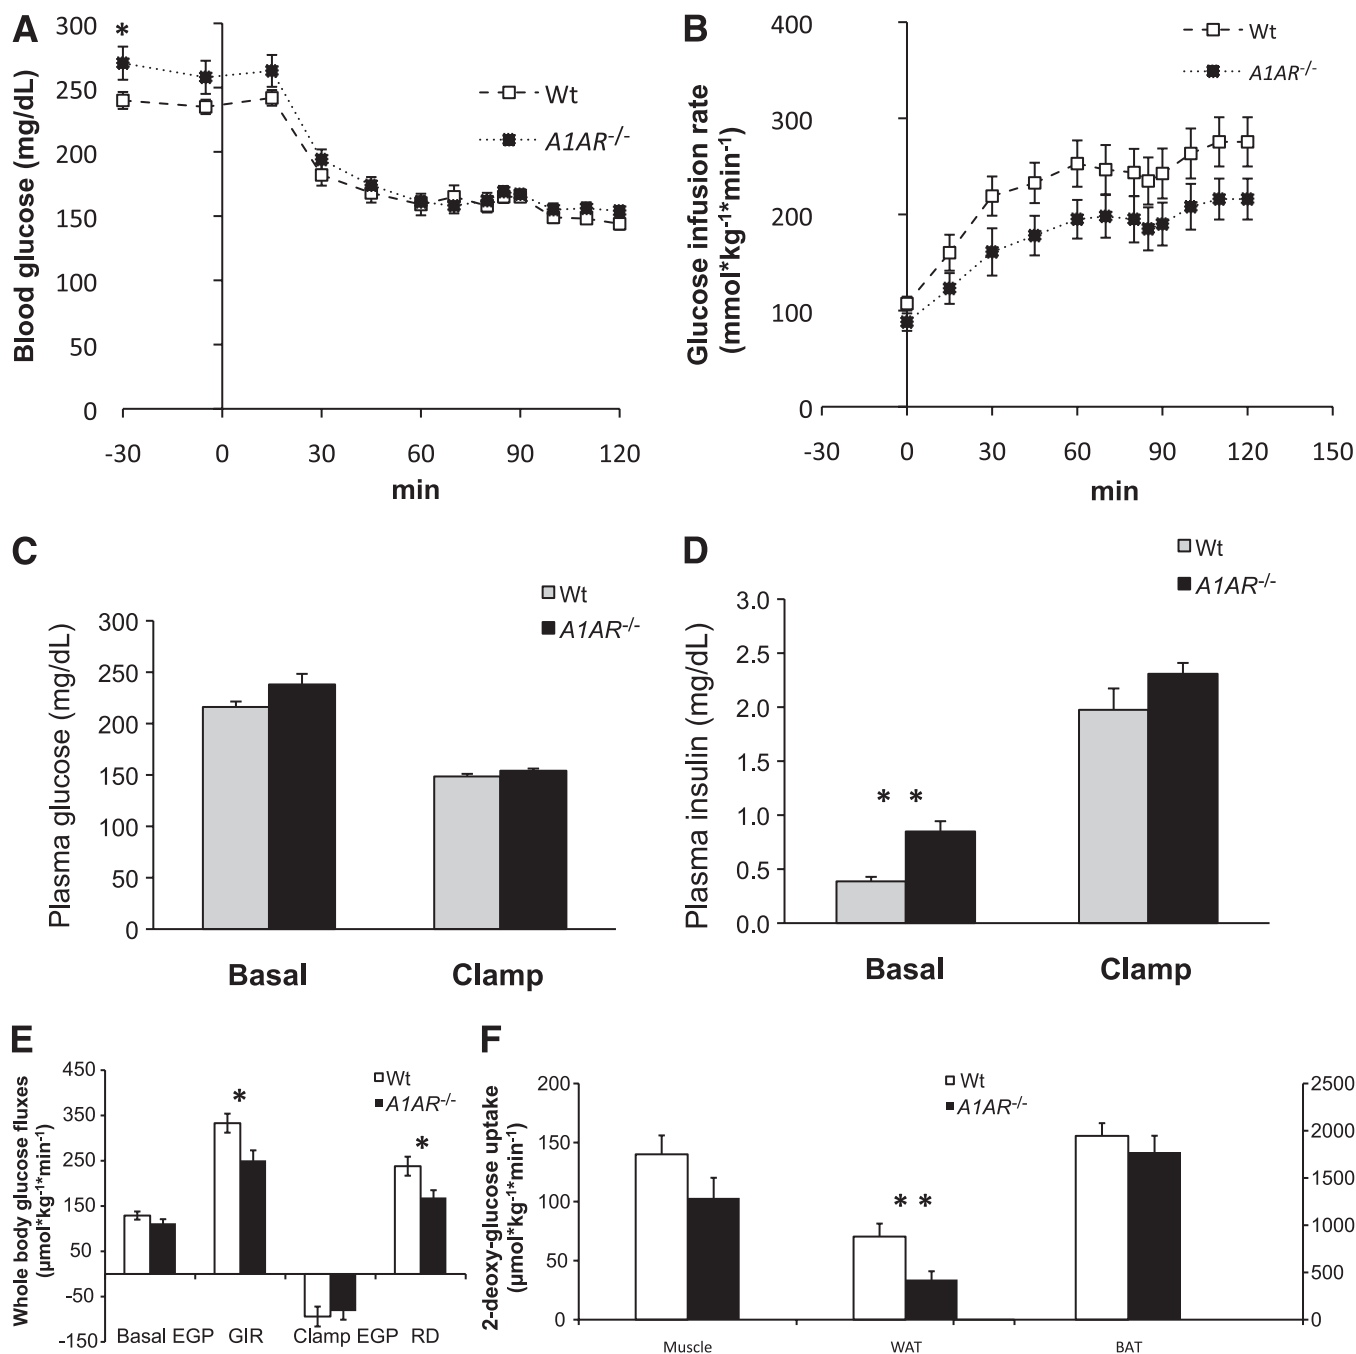 A
300
250
200
150
100
50
0
Blood glucose (mg/dL)
*
Wt
A1AR-/-
-30 0 30 60 90 120
min
B
400
300
200
100
0
Glucose infusion rate
(mmol*kg-1*min-1)
Wt
A1AR-/-
-30 0 30 60 90 120 150
min
C
Wt
A1AR-/-
300
250
200
150
100
50
0
Plasma glucose (mg/dL)
Basal Clamp
D
Wt
A1AR-/-
3.0
2.5
2.0
1.5
1.0
0.5
0.0
Plasma insulin (mg/dL)
* *
Basal Clamp
E
Whole body glucose fluxes
(µmol*kg-1*min-1)
450
350
250
150
50
-50
-150
Wt
A1AR-/-
*
*
Basal EGP GIR Clamp EGP RD
F
2-deoxy-glucose uptake
(µmol*kg-1*min-1)
200
150
100
50
0
Wt
A1AR-/-
* *
2500
2000
1500
1000
500
0
Muscle WAT BAT